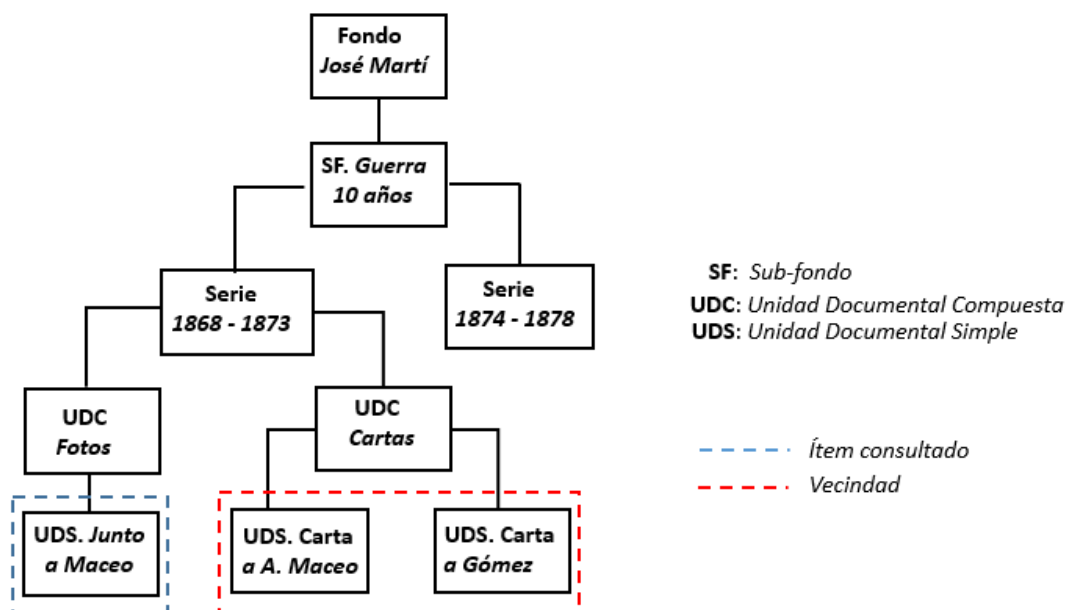 Fondo
José Martí
SF. Guerra
10 años
Serie
1868 - 1873
Serie
1874 - 1878
SF: Sub-fondo
UDC: Unidad Documental Compuesta
UDS: Unidad Documental Simple
UDC
Fotos
UDC
Cartas
Ítem consultado
Vecindad
UDS. Junto
a Maceo
UDS. Carta
a A. Maceo
UDS. Carta
a Gómez